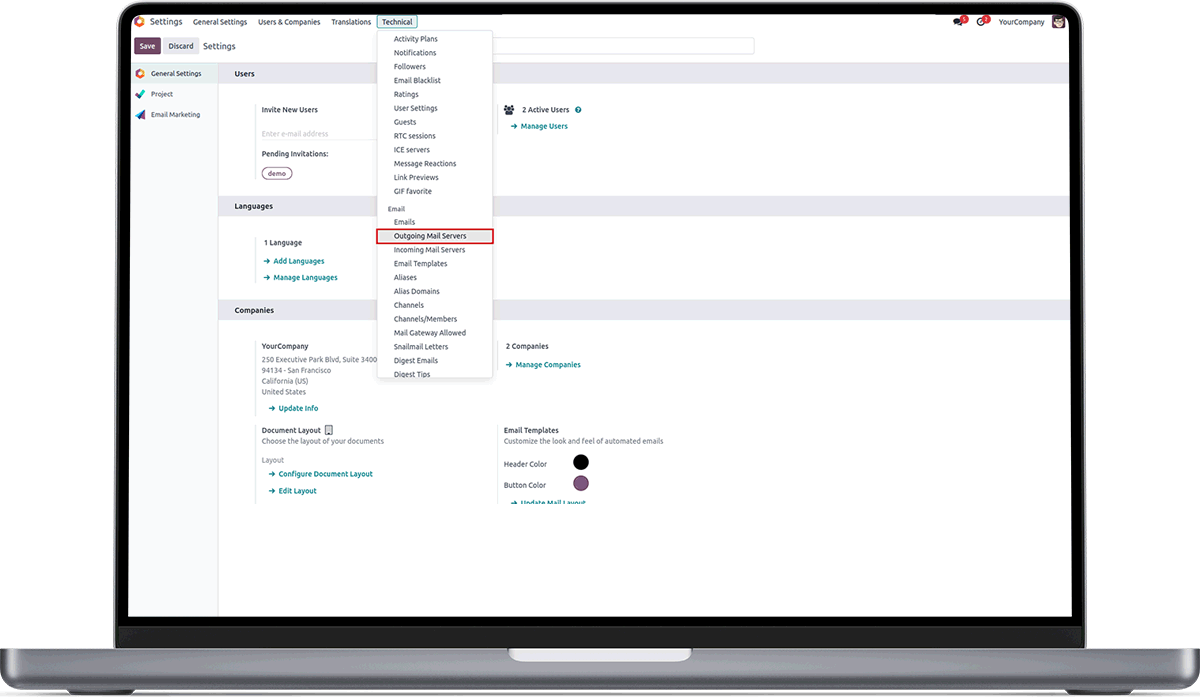 Settings General Settings Users & Companies Translations Technical 5 2 YourCompany
Save Discard Settings
General Settings
Project
Email Marketing
Activity Plans
Notifications
Followers
Email Blacklist
Ratings
User Settings
Guests
RTC sessions
ICE servers
Message Reactions
Link Previews
GIF favorite
Email
Emails
Outgoing Mail Servers
Incoming Mail Servers
Email Templates
Aliases
Alias Domains
Channels
Channels/Members
Mail Gateway Allowed
Snailmail Letters
Digest Emails
Digest Tips
Users
Invite New Users
Enter e-mail address
Pending Invitations:
demo
2 Active Users ?
Manage Users
Languages
1 Language
Add Languages
Manage Languages
Companies
YourCompany
250 Executive Park Blvd, Suite 3400
94134 - San Francisco
California (US)
United States
Update Info
2 Companies
Manage Companies
Document Layout
Choose the layout of your documents
Layout
Configure Document Layout
Edit Layout
Email Templates
Customize the look and feel of automated emails
Header Color
Button Color
Update Mail Layout